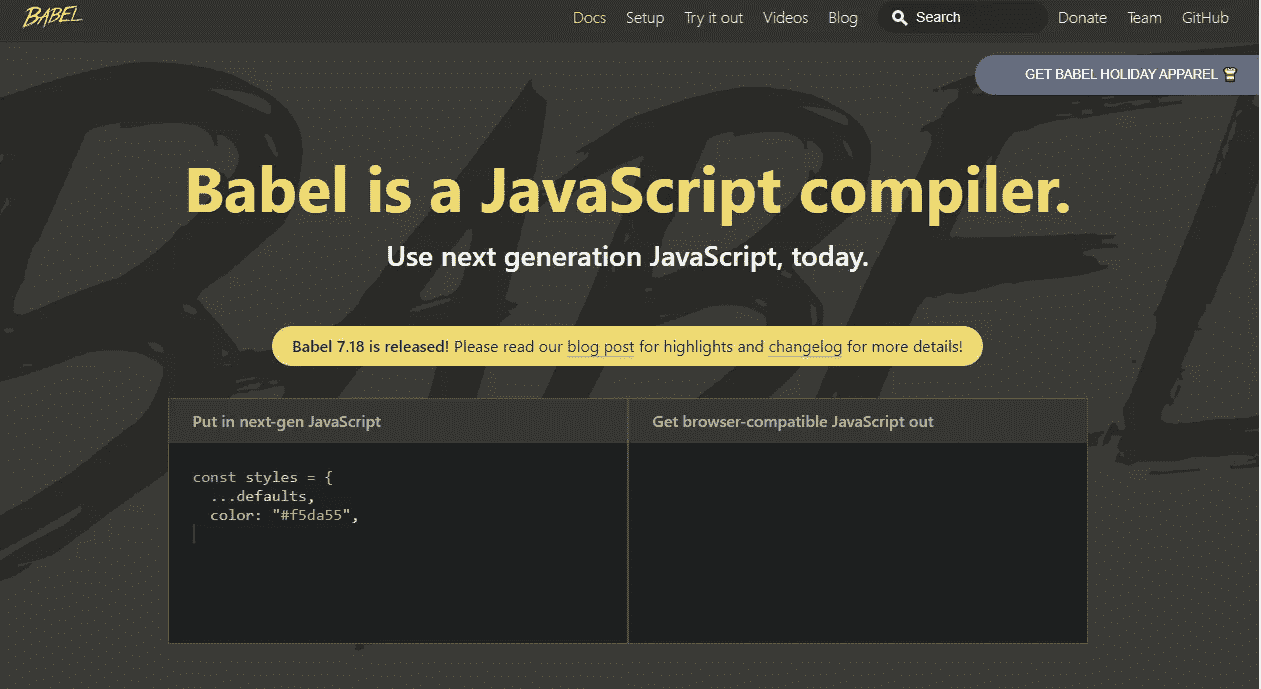 BABEL
Docs Setup Try it out Videos Blog Search Donate Team GitHub
GET BABEL HOLIDAY APPAREL
BABEL
Babel is a JavaScript compiler.
Use next generation JavaScript, today.
Babel 7.18 is released! Please read our blog post for highlights and changelog for more details!
Put in next-gen JavaScript
Get browser-compatible JavaScript out
const styles = {
...defaults,
color: "#f5da55",